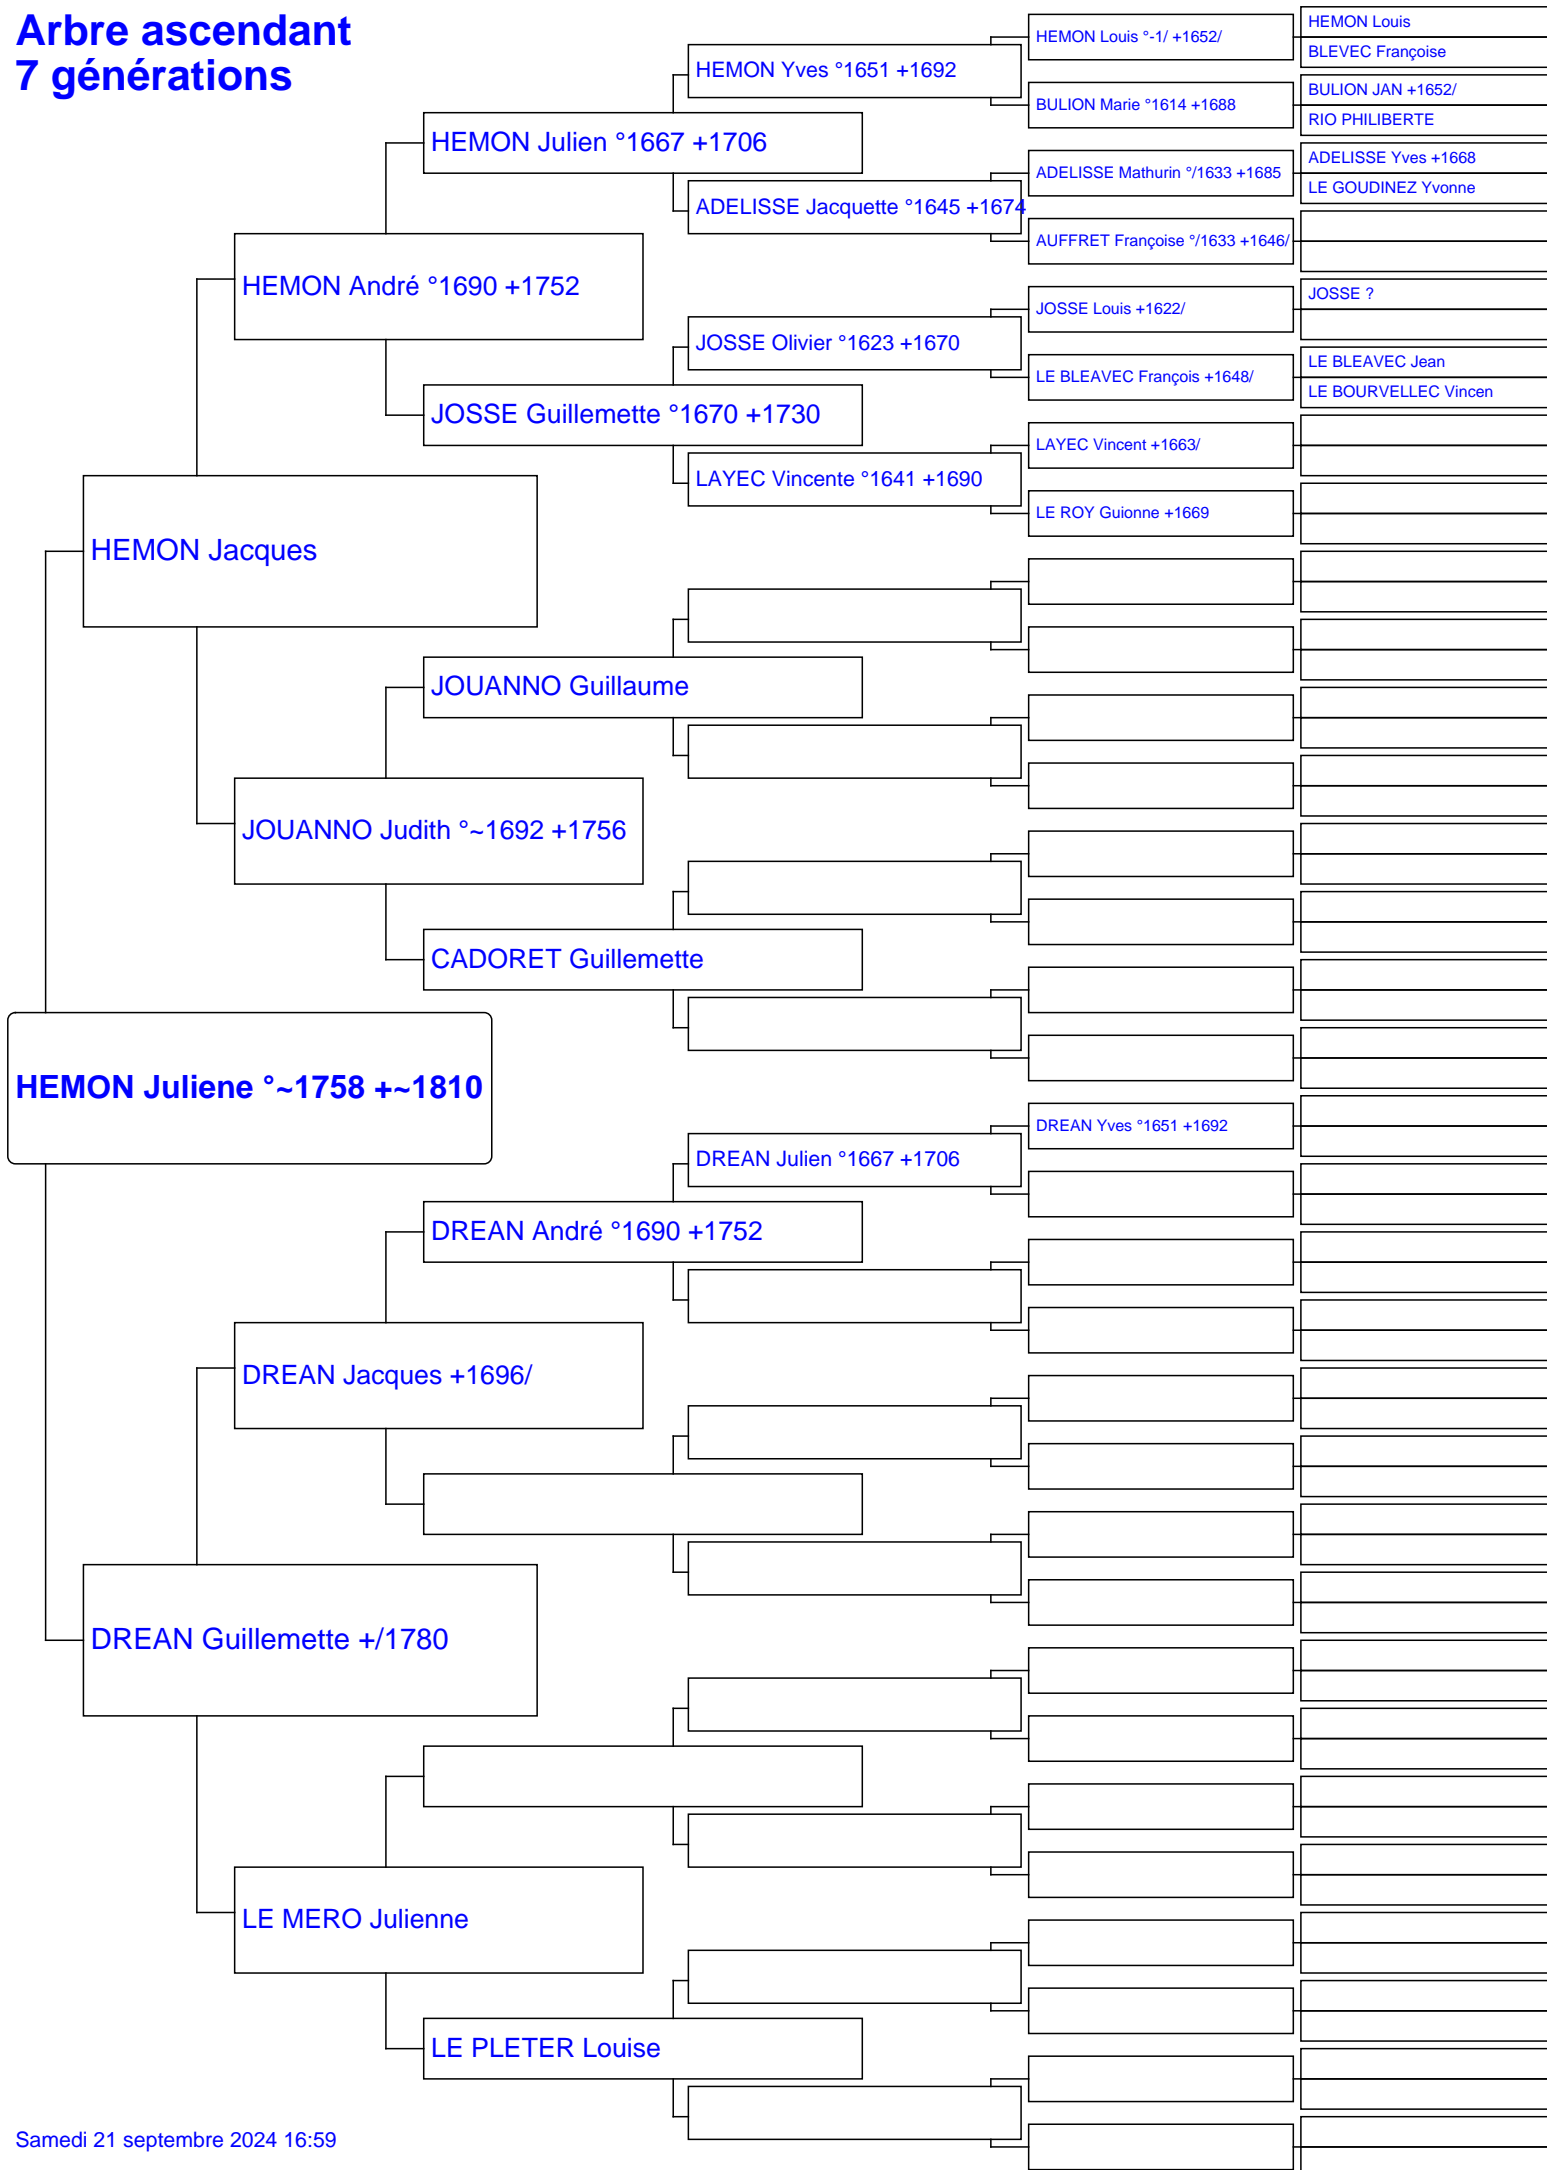 Arbre ascendant
7 générations
HEMON Juliene °~1758 +~1810
HEMON Jacques
DREAN Guillemette +/1780
HEMON André °1690 +1752
JOUANNO Judith °~1692 +1756
DREAN Jacques +1696/
LE MERO Julienne
HEMON Julien °1667 +1706
JOSSE Guillemette °1670 +1730
JOUANNO Guillaume
CADORET Guillemette
DREAN André °1690 +1752
LE PLETER Louise
HEMON Yves °1651 +1692
ADELISSE Jacquette °1645 +1674
JOSSE Olivier °1623 +1670
LAYEC Vincente °1641 +1690
DREAN Julien °1667 +1706
HEMON Louis °-1/ +1652/
BULION Marie °1614 +1688
ADELISSE Mathurin °/1633 +1685
AUFFRET Françoise °/1633 +1646/
JOSSE Louis +1622/
LE BLEAVEC François +1648/
LAYEC Vincent +1663/
LE ROY Guionne +1669
DREAN Yves °1651 +1692
HEMON Louis
BLEVEC Françoise
BULION JAN +1652/
RIO PHILIBERTE
ADELISSE Yves +1668
LE GOUDINEZ Yvonne
JOSSE ?
LE BLEAVEC Jean
LE BOURVELLEC Vincen
Samedi 21 septembre 2024 16:59